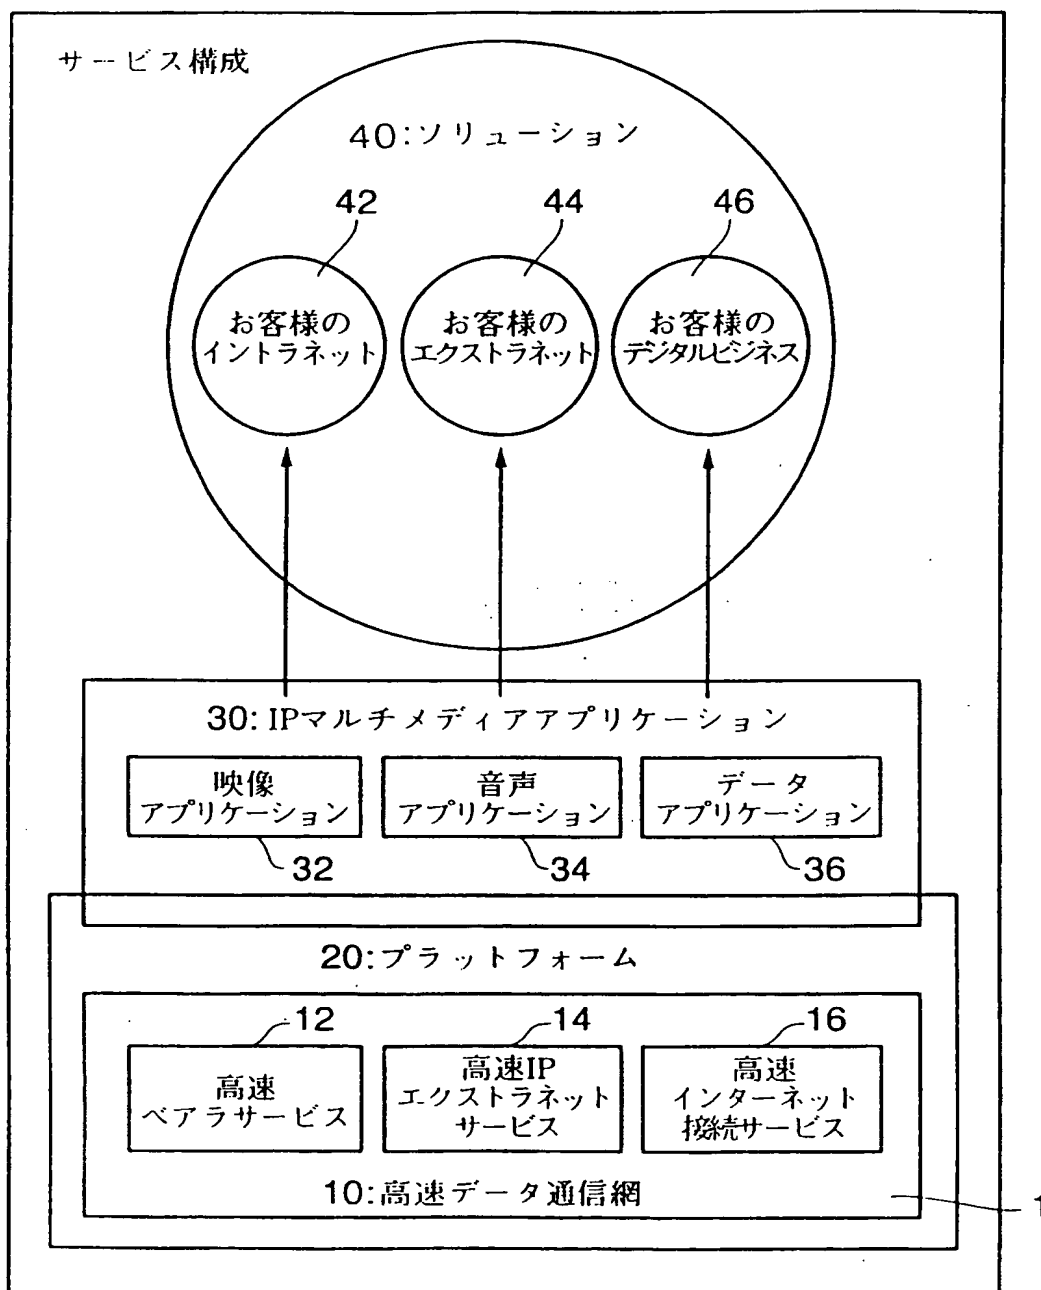 サービス構成
40:ソリューション
42
44
46
お客様の
イントラネット
お客様の
エクストラネット
お客様の
デジタルビジネス
30:IPマルチメディアアプリケーション
映像
アプリケーション
音声
アプリケーション
データ
アプリケーション
32
34
36
20:プラットフォーム
12
14
16
高速
ベアラサービス
高速IP
エクストラネット
サービス
高速
インターネット
接続サービス
10:高速データ通信網